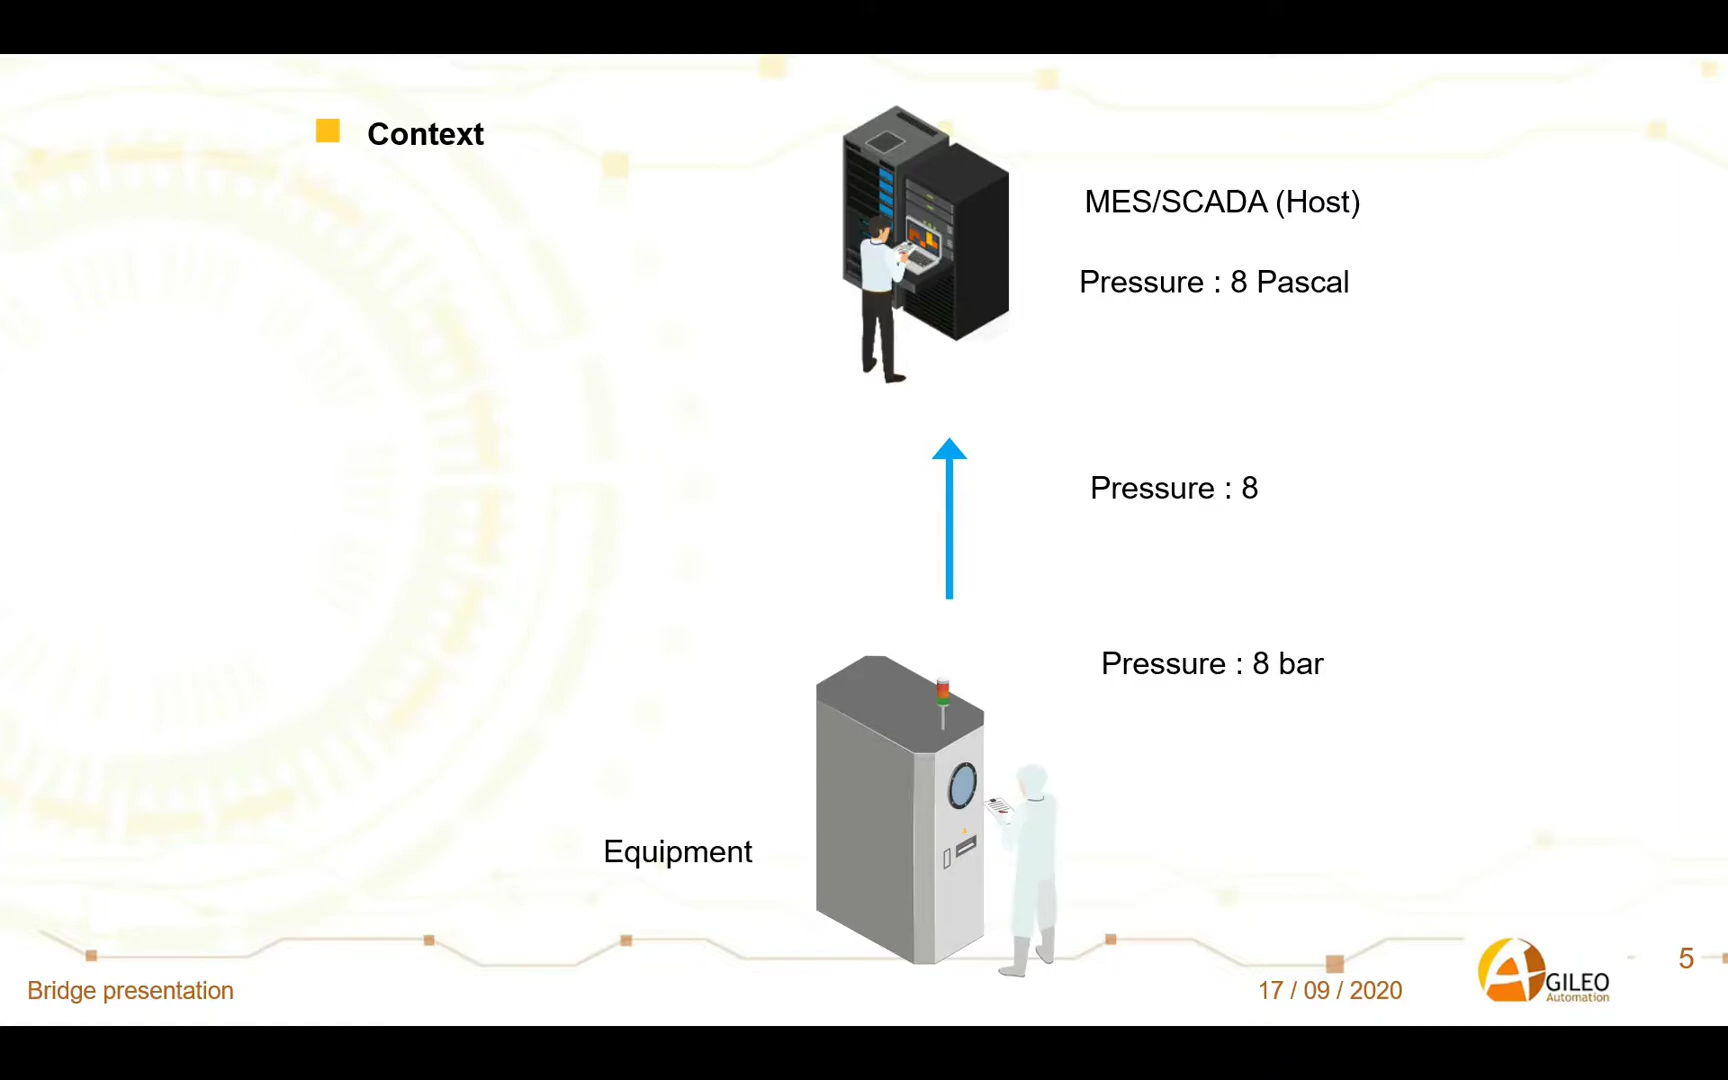 Context
MES/SCADA (Host)
Pressure : 8 Pascal
Pressure : 8
Pressure : 8 bar
Equipment
Bridge presentation
17 / 09 / 2020
AGILEO
Automation
5